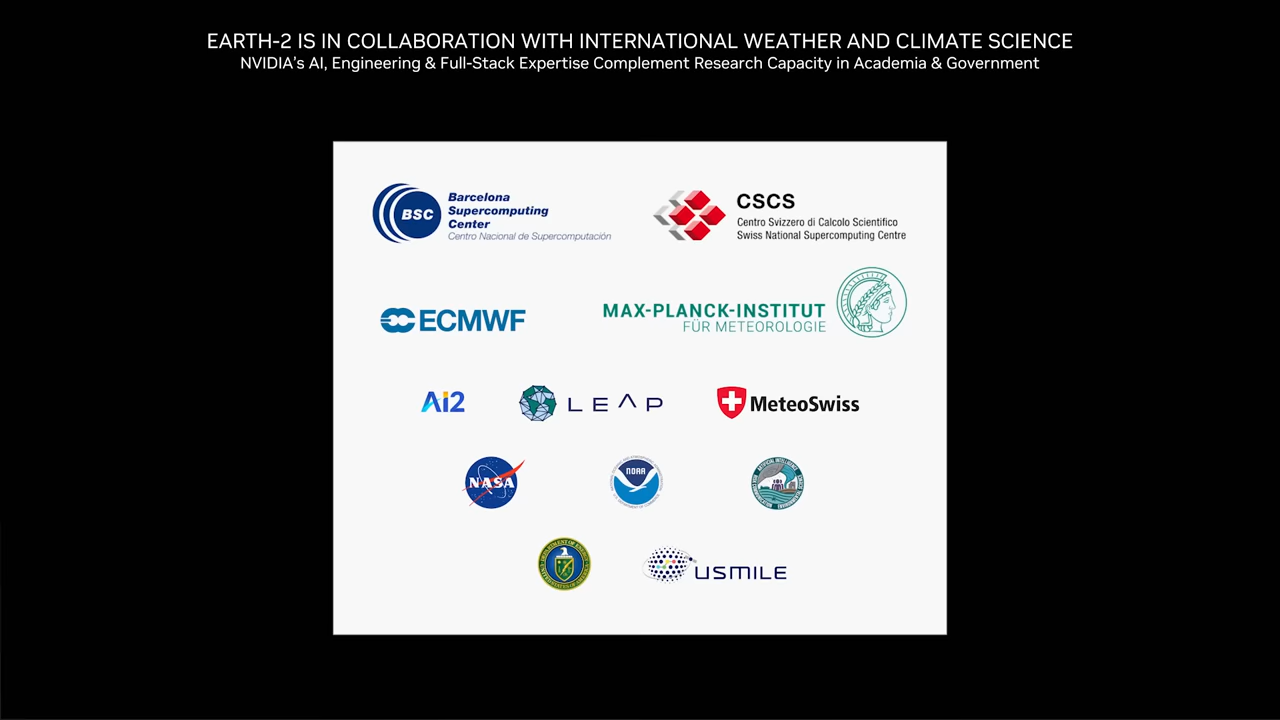 EARTH-2 IS IN COLLABORATION WITH INTERNATIONAL WEATHER AND CLIMATE SCIENCE
NVIDIA's AI, Engineering & Full-Stack Expertise Complement Research Capacity in Academia & Government
BSC
Barcelona
Supercomputing
Center
Centro Nacional de Supercomputación
CSCS
Centro Svizzero di Calcolo Scientifico
Swiss National Supercomputing Centre
ECMWF
MAX-PLANCK-INSTITUT
FÜR METEOROLOGIE
Ai2
LEAP
MeteoSwiss
NASA
NOAA
ARTIFICIAL INTELLIGENCE
USMILE